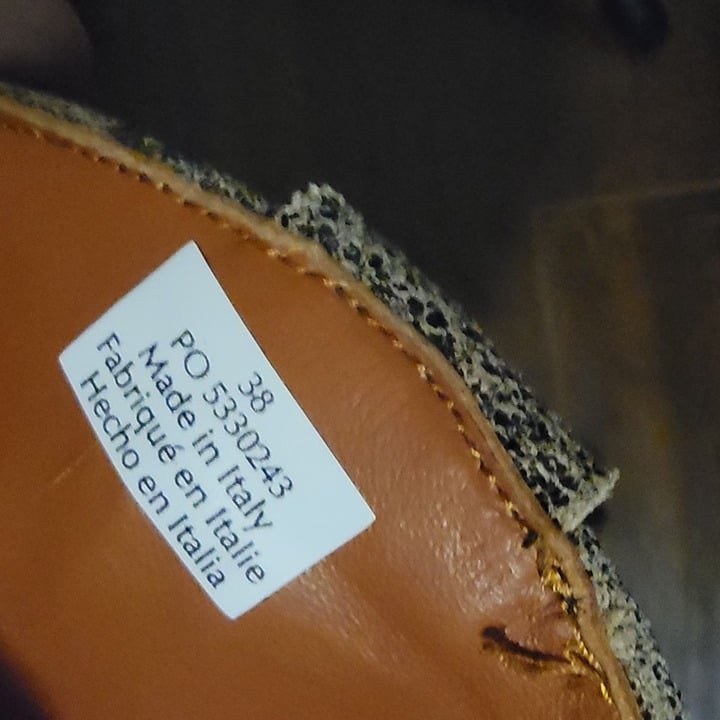 38
PO 5330243
Made in Italy
Fabriqué en Italie
Hecho en Italia